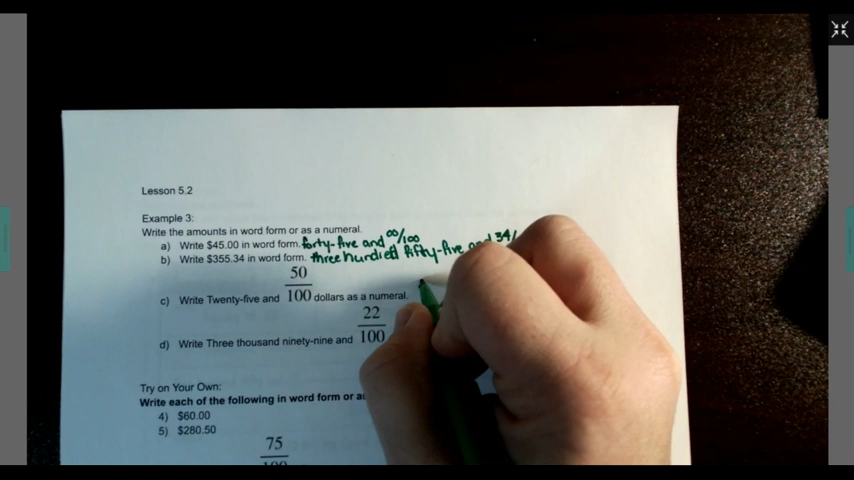 Lesson 5.2
Example 3:
Write the amounts in word form or as a numeral.
a) Write $45.00 in word form. forty-five and 00/100
b) Write $355.34 in word form. three hundred fifty-five and 34/
c) Write Twenty-five and 50/100 dollars as a numeral.
d) Write Three thousand ninety-nine and 22/100
Try on Your Own:
Write each of the following in word form or
4) $60.00
5) $280.50
75